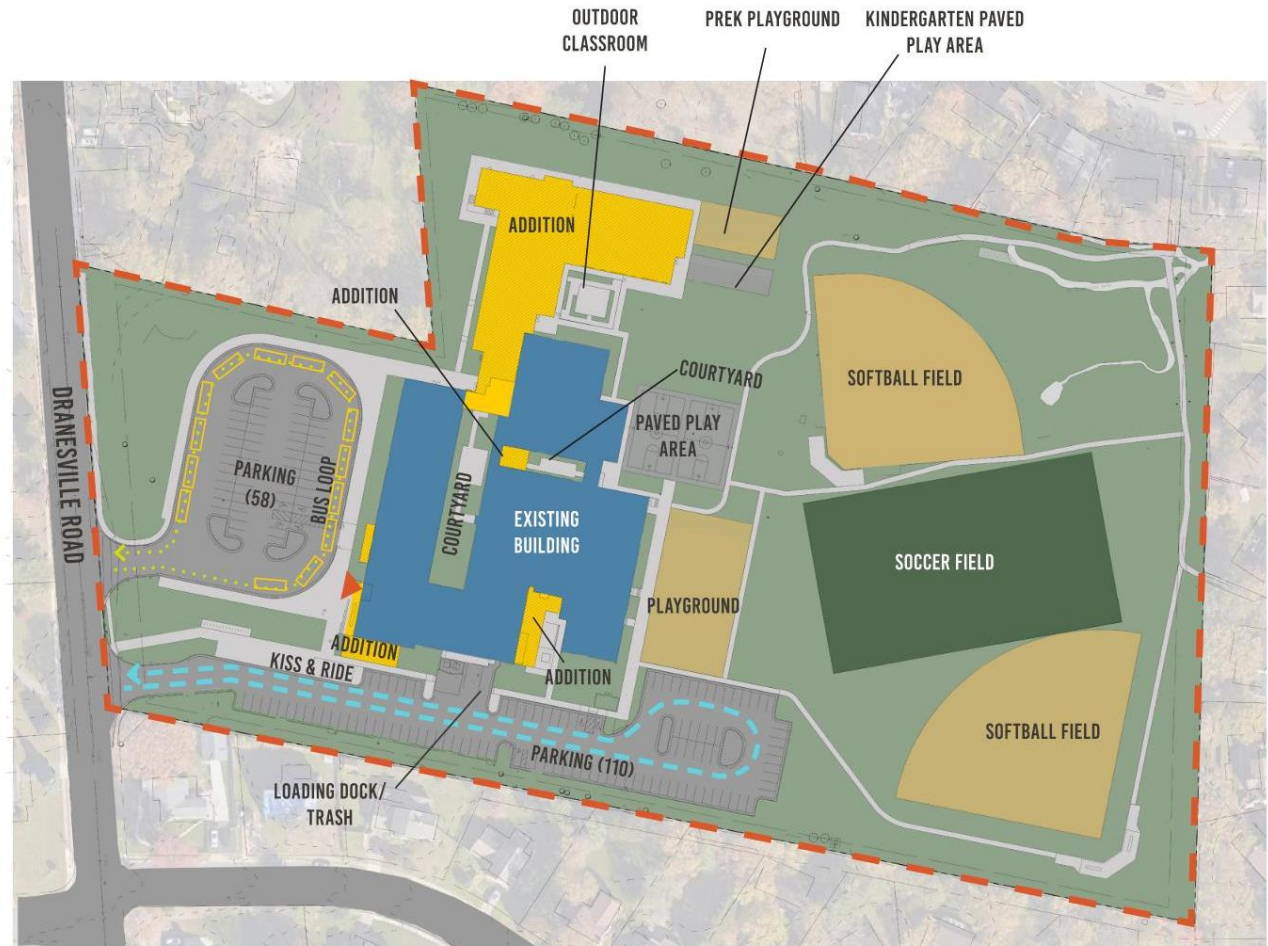 OUTDOOR
CLASSROOM
PREK PLAYGROUND
KINDERGARTEN PAVED
PLAY AREA
ADDITION
ADDITION
COURTYARD
SOFTBALL FIELD
DRANESVILLE ROAD
PARKING
(58)
BUS LOOP
COURTYARD
PAVED PLAY
AREA
EXISTING
BUILDING
SOCCER FIELD
PLAYGROUND
ADDITION
KISS & RIDE
ADDITION
SOFTBALL FIELD
PARKING (110)
LOADING DOCK/
TRASH